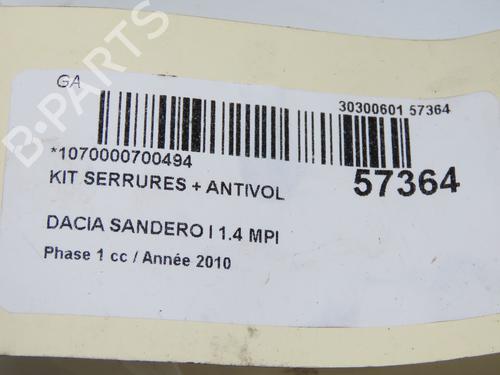 B-PARTS
GA
30300601 57364
*1070000700494
KIT SERRURES + ANTIVOL
57364
DACIA SANDERO I 1.4 MPI
Phase 1 cc / Année 2010